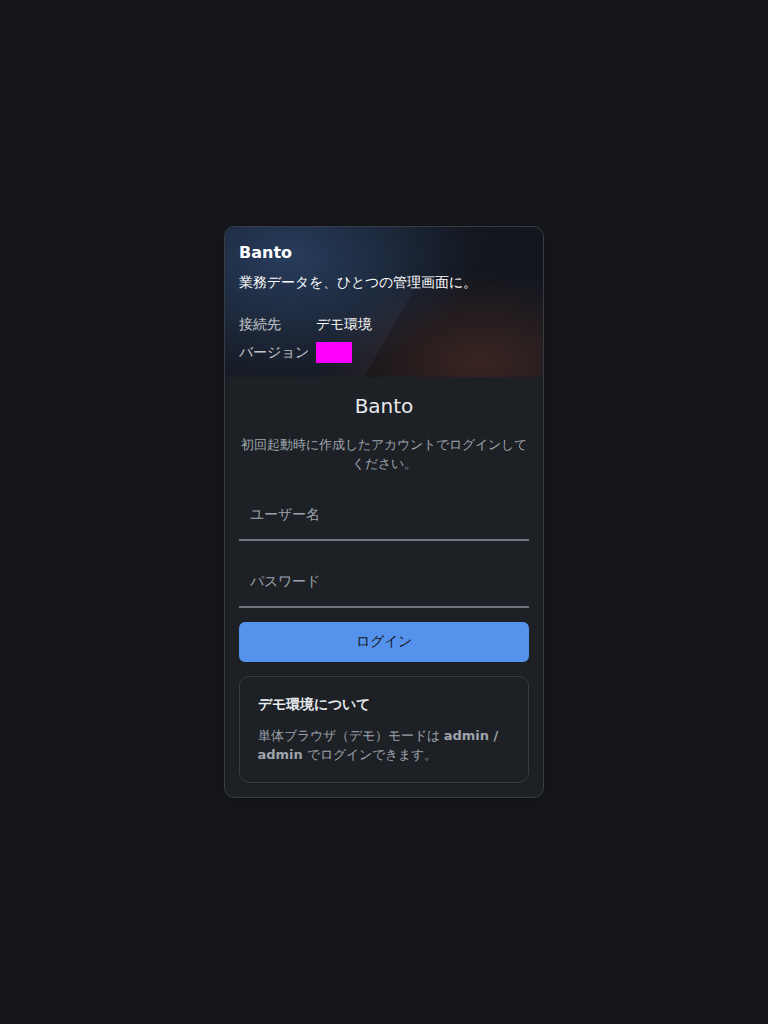 Banto
業務データを、ひとつの管理画面に。
接続先 デモ環境
バージョン
Banto
初回起動時に作成したアカウントでログインして
ください。
ユーザー名
パスワード
ログイン
デモ環境について
単体ブラウザ（デモ）モードは admin /
admin でログインできます。